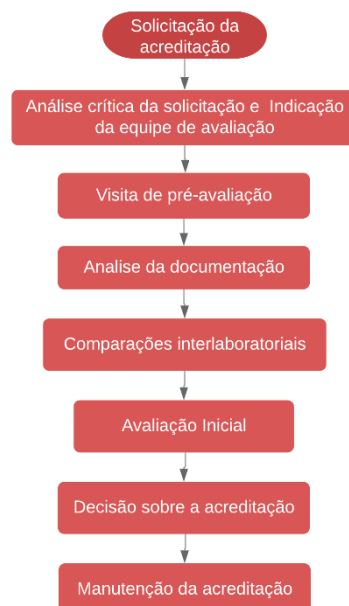 Solicitação da
acreditação
Análise crítica da solicitação e Indicação
da equipe de avaliação
Visita de pré-avaliação
Analise da documentação
Comparações interlaboratoriais
Avaliação Inicial
Decisão sobre a acreditação
Manutenção da acreditação